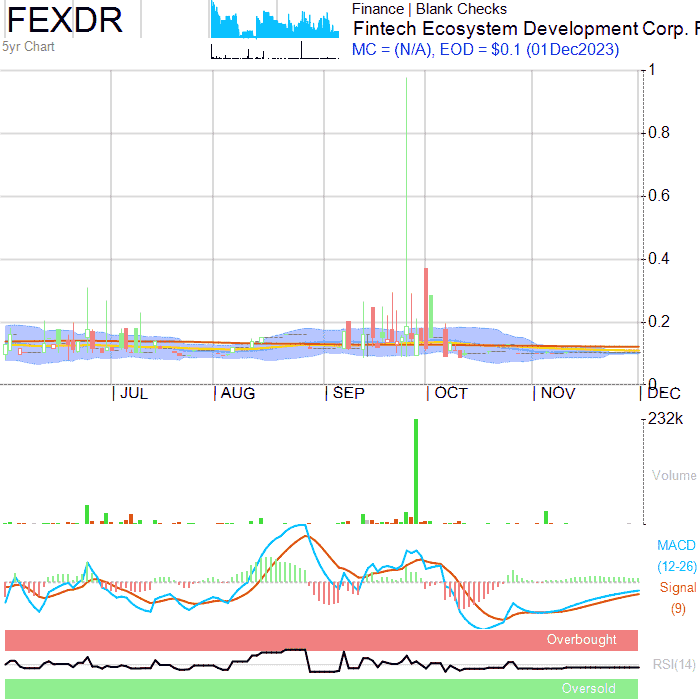 FEXDR
5yr Chart
Finance | Blank Checks
Fintech Ecosystem Development Corp.
MC = (N/A), EOD = $0.1 (01Dec2023)
1
0.8
0.6
0.4
0.2
0
JUL AUG SEP OCT NOV DEC
232k
Volume
MACD
(12-26)
Signal
(9)
Overbought
RSI(14)
Oversold